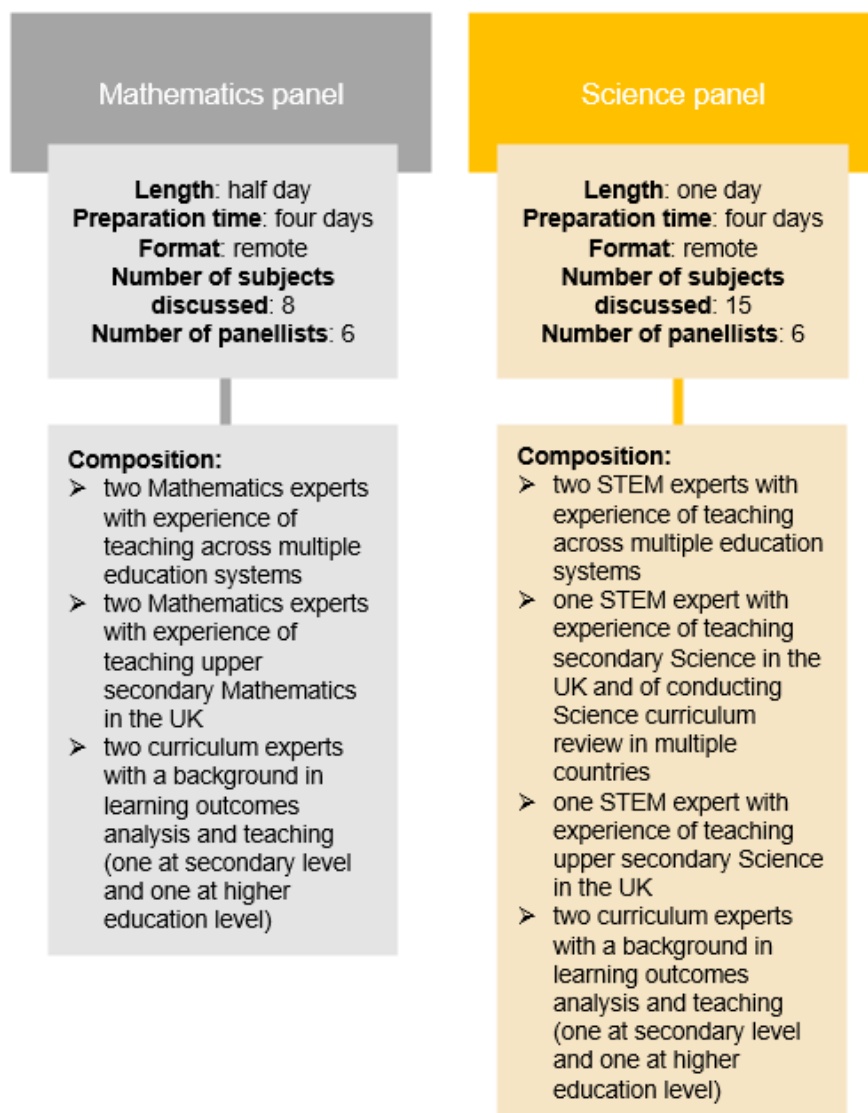 Mathematics panel
Length: half day
Preparation time: four days
Format: remote
Number of subjects
discussed: 8
Number of panellists: 6
Composition:
➢ two Mathematics experts
with experience of
teaching across multiple
education systems
➢ two Mathematics experts
with experience of
teaching upper
secondary Mathematics
in the UK
➢ two curriculum experts
with a background in
learning outcomes
analysis and teaching
(one at secondary level
and one at higher
education level)
Science panel
Length: one day
Preparation time: four days
Format: remote
Number of subjects
discussed: 15
Number of panellists: 6
Composition:
➢ two STEM experts with
experience of teaching
across multiple education
systems
➢ one STEM expert with
experience of teaching
secondary Science in the
UK and of conducting
Science curriculum
review in multiple
countries
➢ one STEM expert with
experience of teaching
upper secondary Science
in the UK
➢ two curriculum experts
with a background in
learning outcomes
analysis and teaching
(one at secondary level
and one at higher
education level)